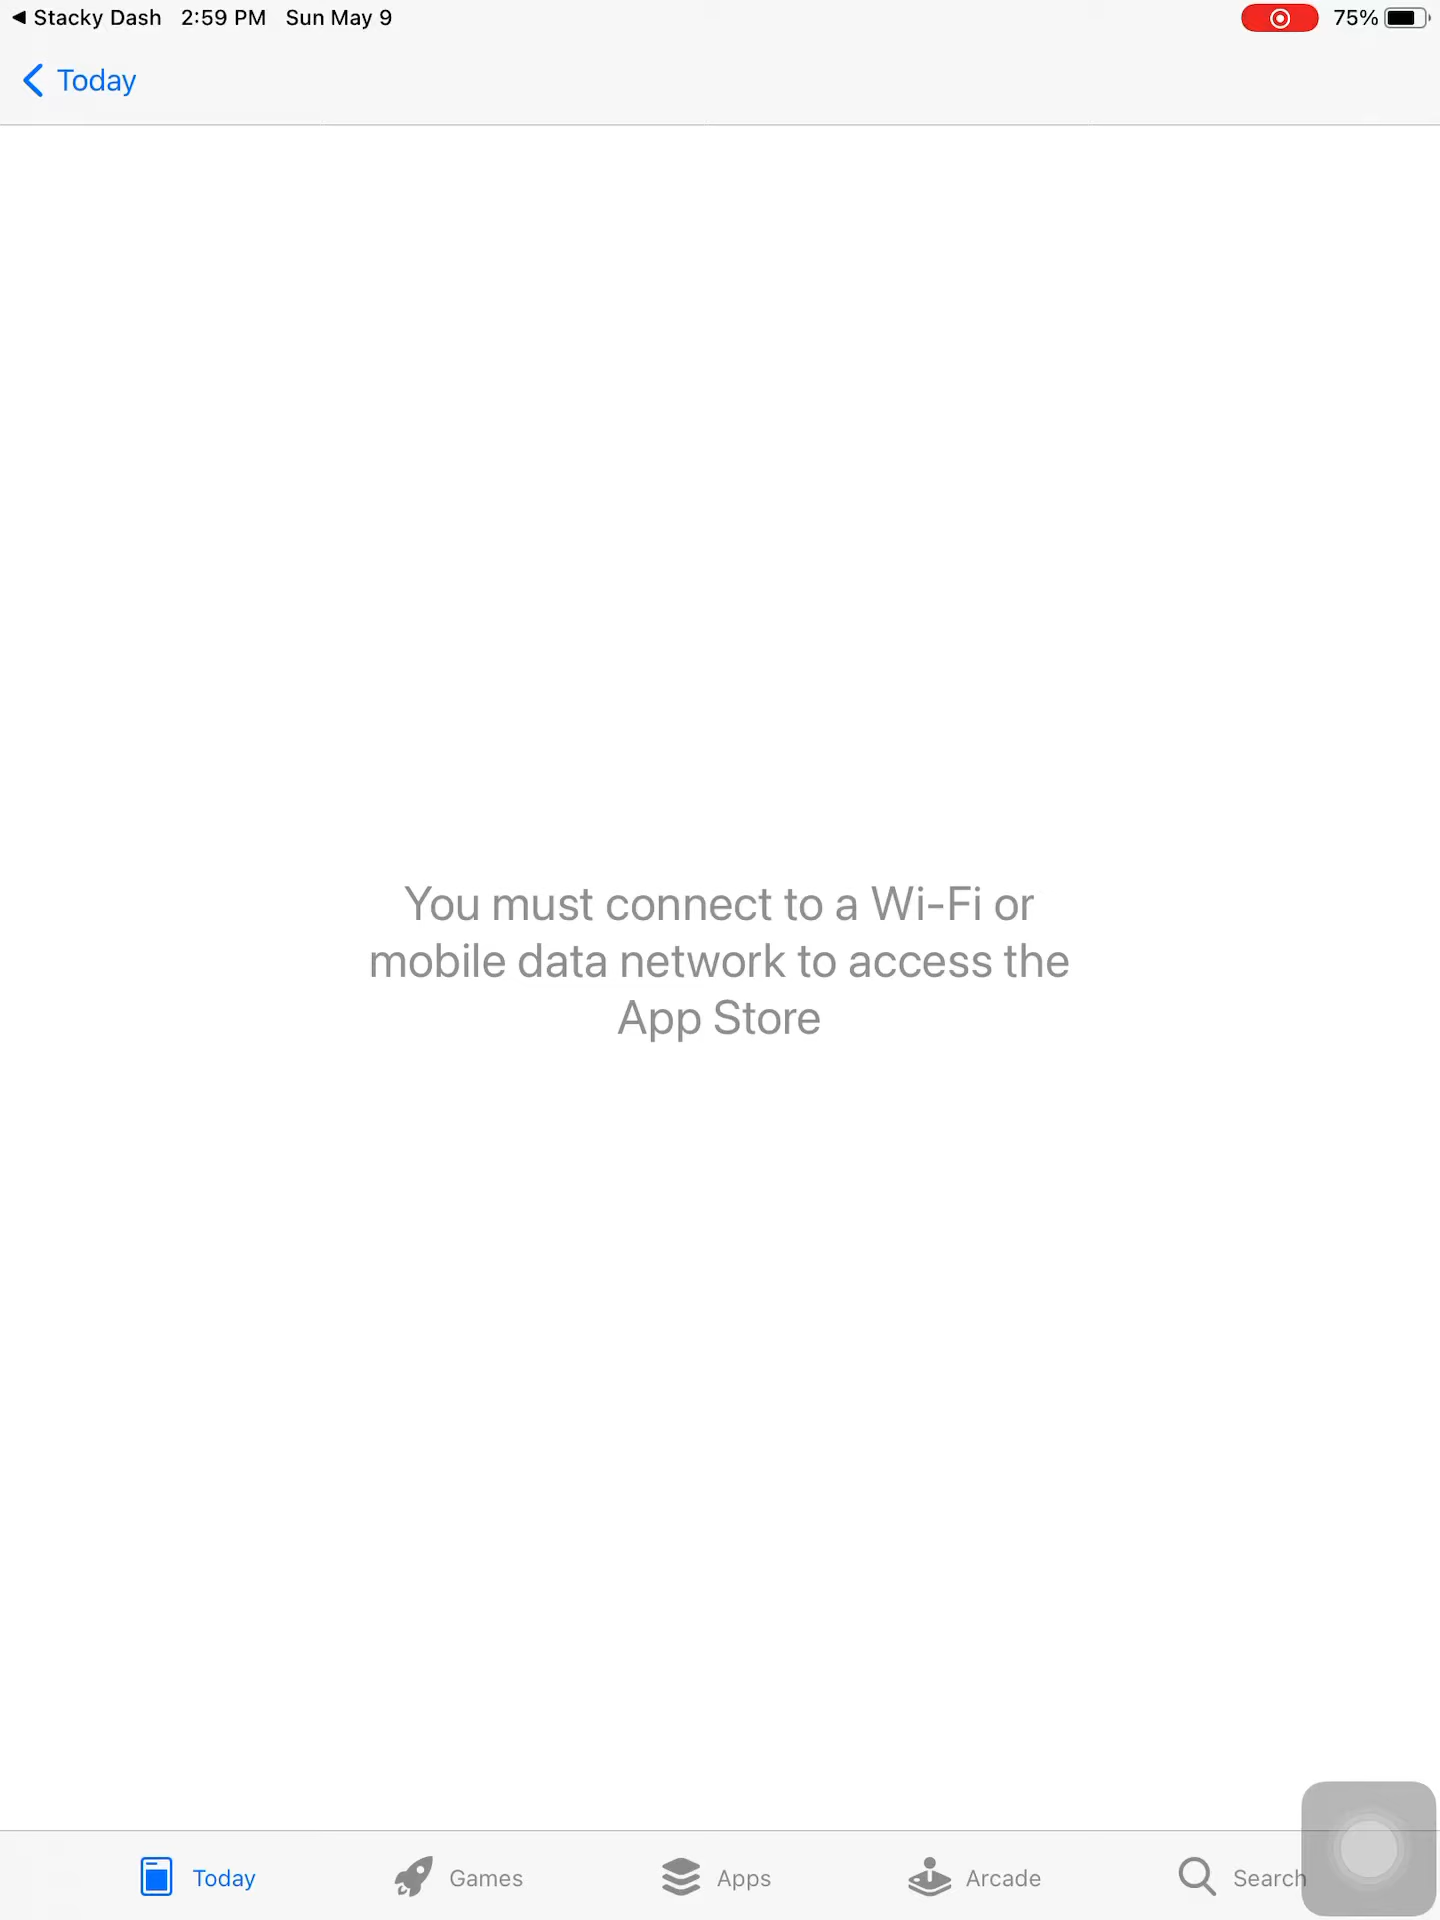 ◀ Stacky Dash 2:59 PM Sun May 9 75%
Today
You must connect to a Wi-Fi or
mobile data network to access the
App Store
Today Games Apps Arcade Search